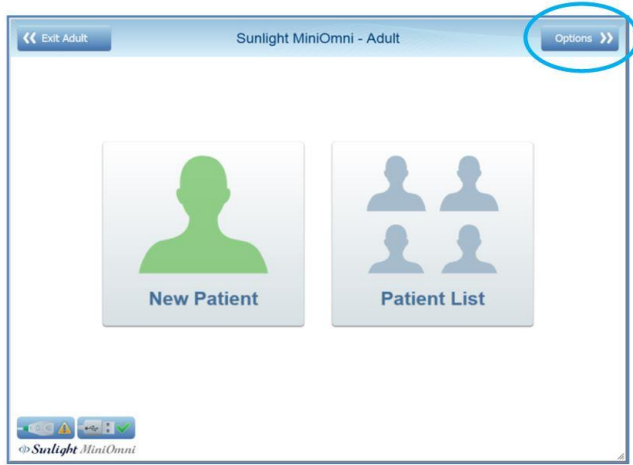 Exit Adult
Sunlight MiniOmni - Adult
Options
New Patient
Patient List
Sunlight MiniOmni